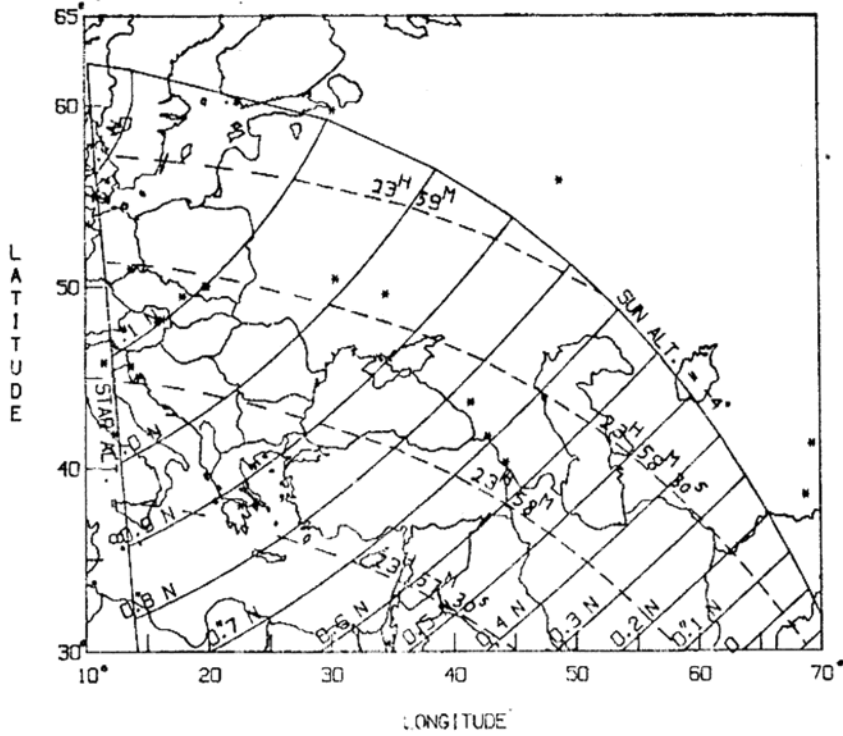 65°
60
50
40
30°
LATITUDE
10°
20
30
40
50
60
70°
LONGITUDE
23H 59M
SUN ALT.
STAR ALT
23H 58M 30S
23H 58M
57M 30S
0.9 N
0.8 N
0."7 N
0.6 N
0.4 N
0.3 N
0.2 N
0."1 N
0